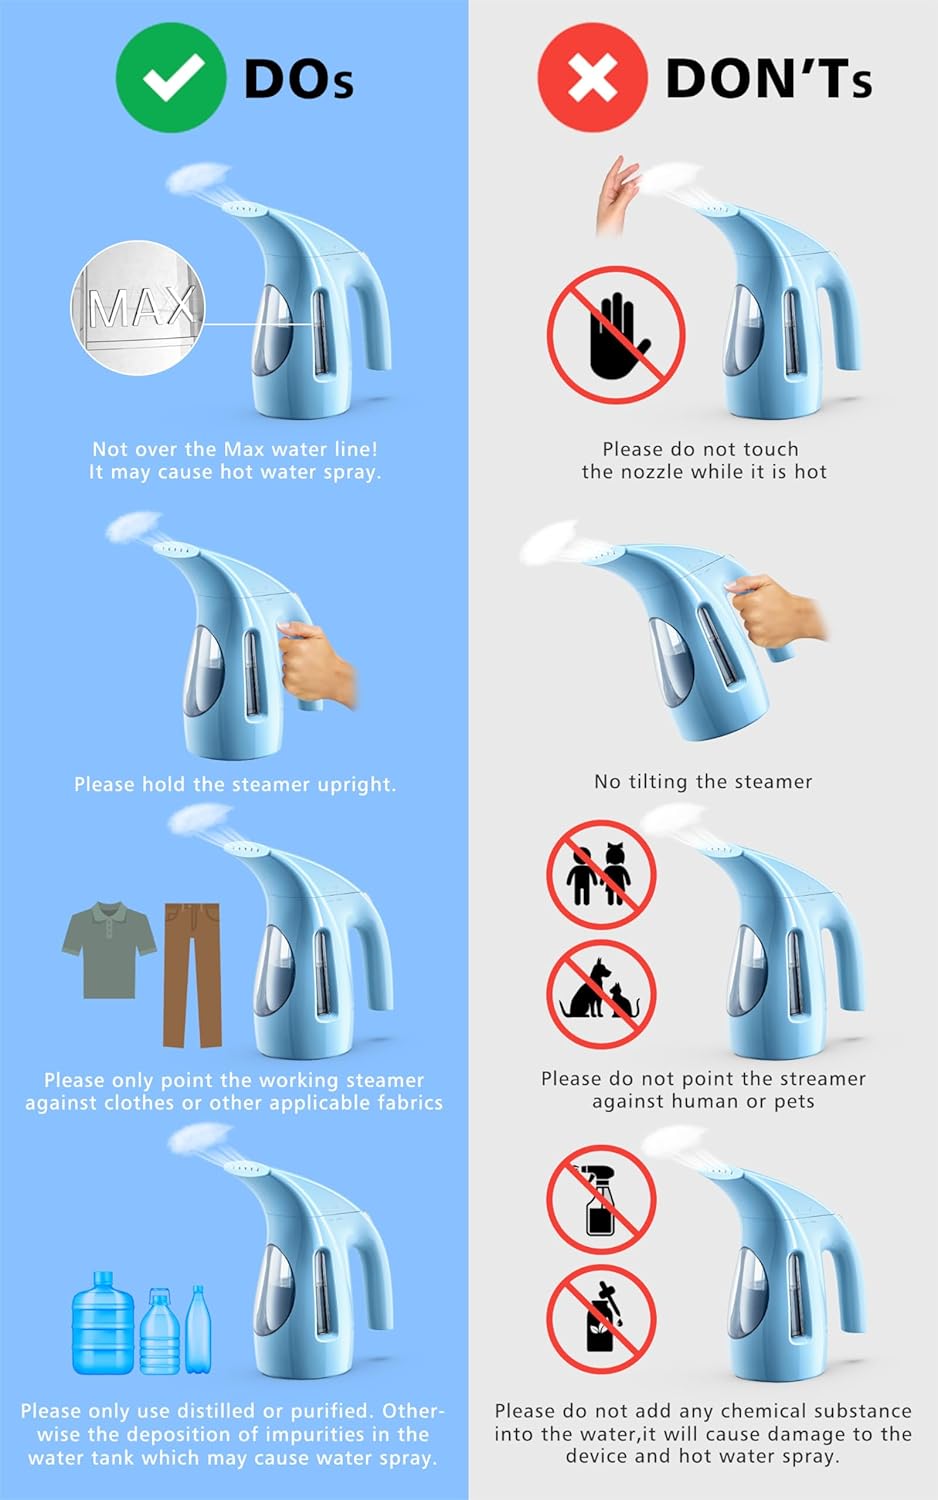 DOs
MAX
Not over the Max water line!
It may cause hot water spray.
Please hold the steamer upright.
Please only point the working steamer
against clothes or other applicable fabrics
Please only use distilled or purified. Other-
wise the deposition of impurities in the
water tank which may cause water spray.
DON'Ts
Please do not touch
the nozzle while it is hot
No tilting the steamer
Please do not point the streamer
against human or pets
Please do not add any chemical substance
into the water,it will cause damage to the
device and hot water spray.